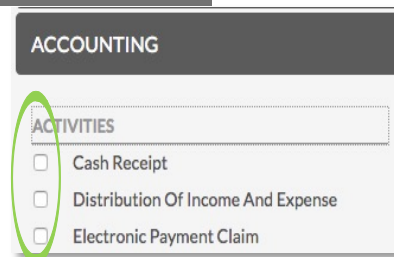 ACCOUNTING
ACTIVITIES
Cash Receipt
Distribution Of Income And Expense
Electronic Payment Claim